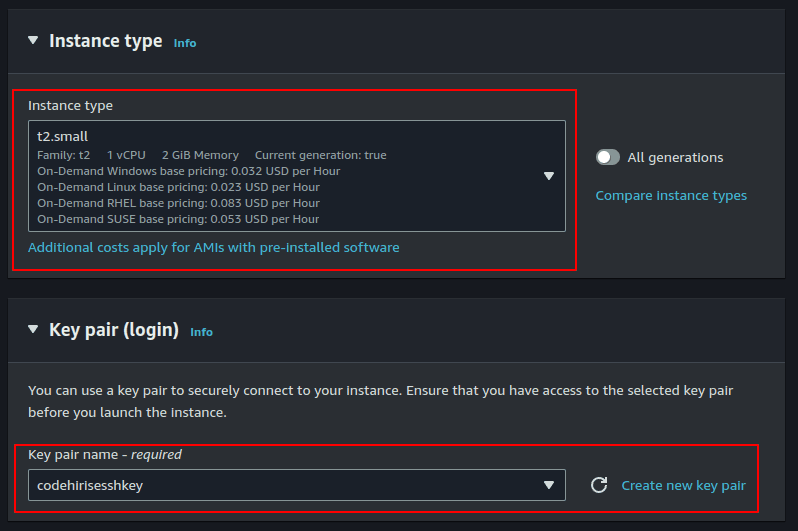 Instance type Info
Instance type
t2.small
Family: t2 1 vCPU 2 GiB Memory Current generation: true
On-Demand Windows base pricing: 0.032 USD per Hour
On-Demand Linux base pricing: 0.023 USD per Hour
On-Demand RHEL base pricing: 0.083 USD per Hour
On-Demand SUSE base pricing: 0.053 USD per Hour
Additional costs apply for AMIs with pre-installed software
All generations
Compare instance types
Key pair (login) Info
You can use a key pair to securely connect to your instance. Ensure that you have access to the selected key pair
before you launch the instance.
Key pair name - required
codehirisesshkey
Create new key pair